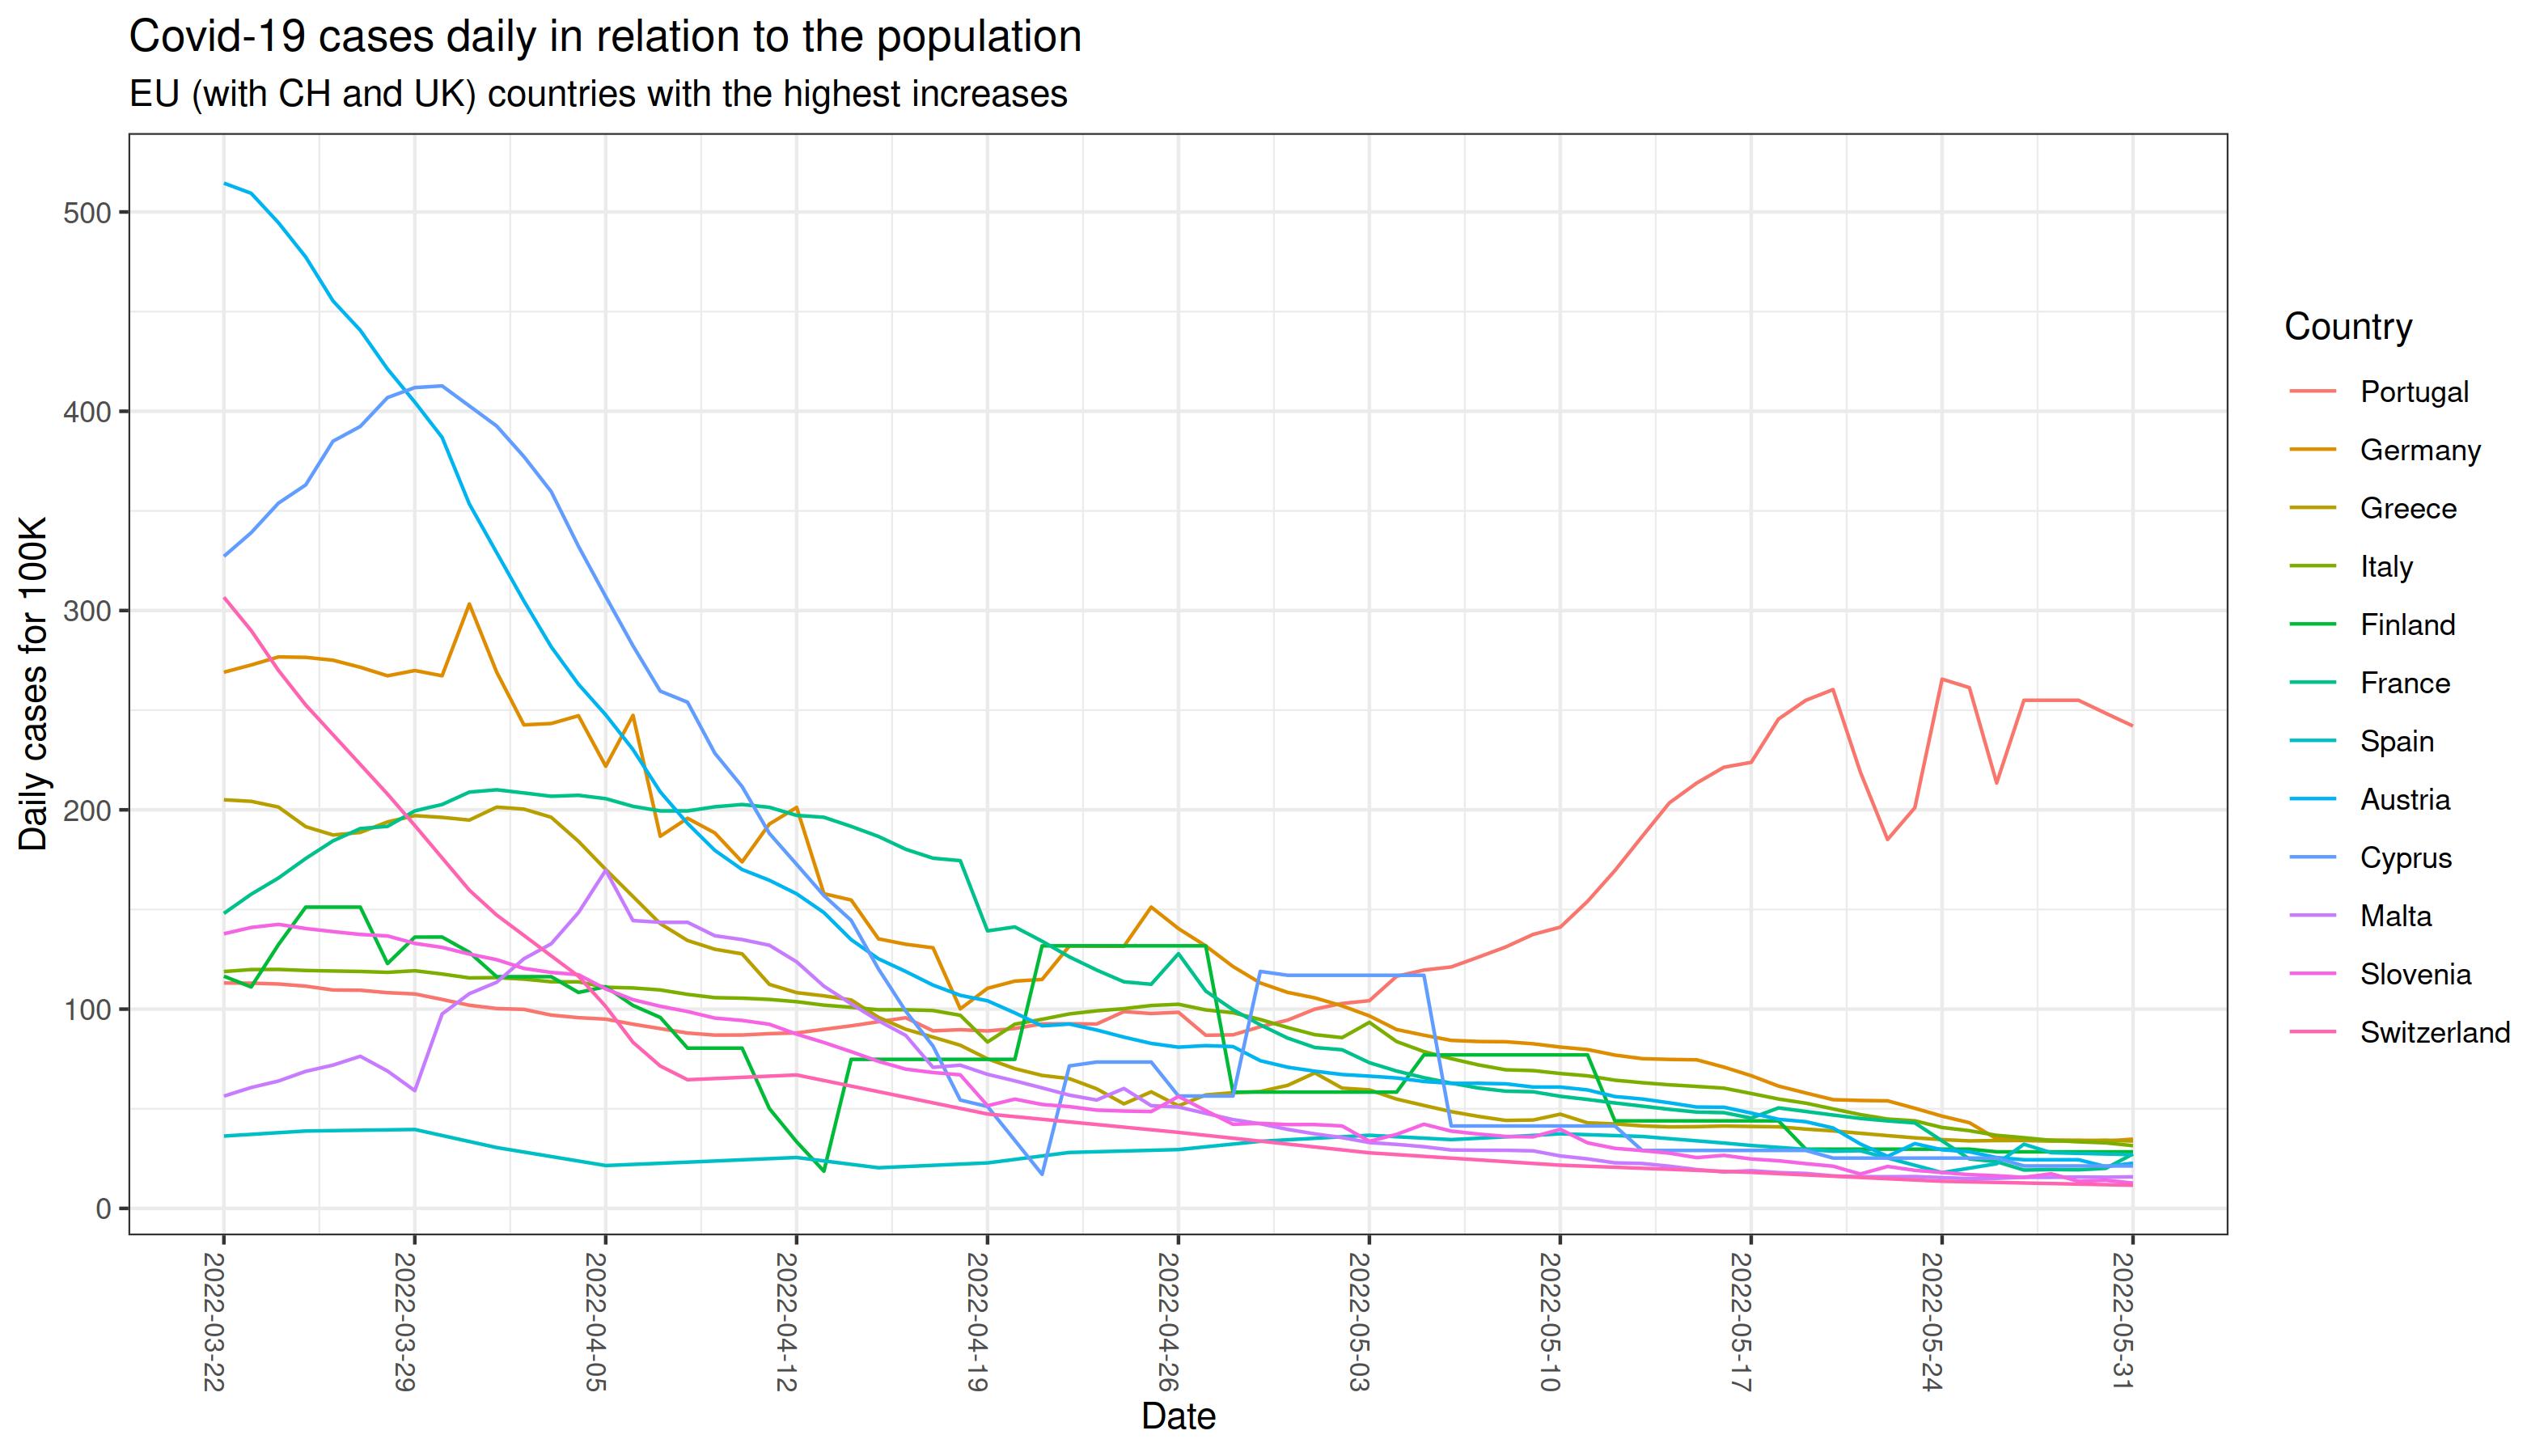 Covid-19 cases daily in relation to the population
EU (with CH and UK) countries with the highest increases
Daily cases for 100K
500
400
300
200
100
0
2022-03-22
2022-03-29
2022-04-05
2022-04-12
2022-04-19
2022-04-26
2022-05-03
2022-05-10
2022-05-17
2022-05-24
2022-05-31
Date
Country
Portugal
Germany
Greece
Italy
Finland
France
Spain
Austria
Cyprus
Malta
Slovenia
Switzerland